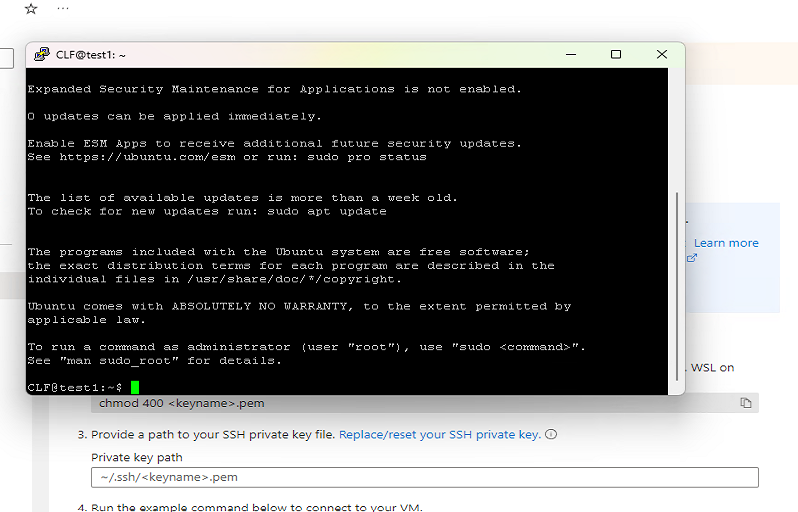 CLF@test1: ~
Expanded Security Maintenance for Applications is not enabled.
0 updates can be applied immediately.
Enable ESM Apps to receive additional future security updates.
See https://ubuntu.com/esm or run: sudo pro status
The list of available updates is more than a week old.
To check for new updates run: sudo apt update
The programs included with the Ubuntu system are free software;
the exact distribution terms for each program are described in the
individual files in /usr/share/doc/*/copyright.
Ubuntu comes with ABSOLUTELY NO WARRANTY, to the extent permitted by
applicable law.
To run a command as administrator (user "root"), use "sudo <command>".
See "man sudo_root" for details.
CLF@test1:~$
Learn more
WSL on
chmod 400 <keyname>.pem
3. Provide a path to your SSH private key file. Replace/reset your SSH private key.
Private key path
~/.ssh/<keyname>.pem
4. Run the example command below to connect to your VM.